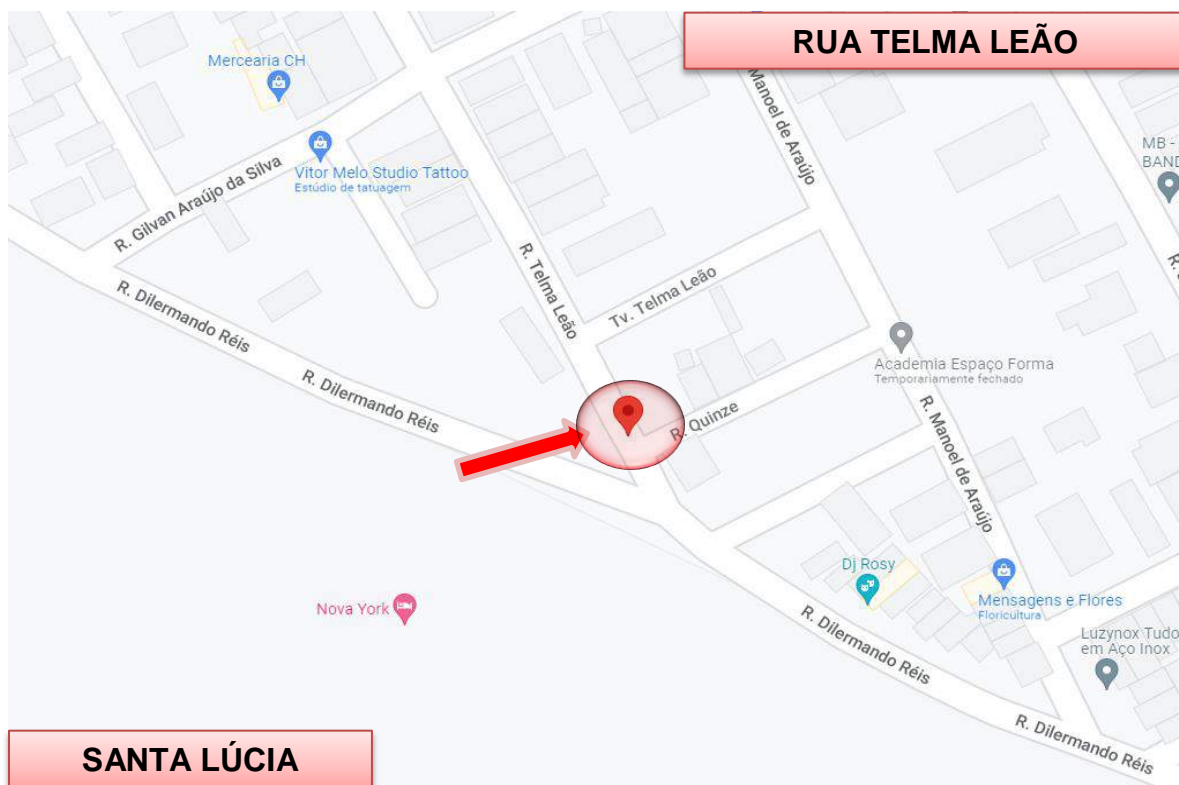 RUA TELMA LEÃO
Mercearia CH
Manoel de Araújo
MB -
BAND
Vitor Melo Studio Tattoo
Estúdio de tatuagem
R. Gilvan Araújo da Silva
R. Telma Leão
Tv. Telma Leão
R. Dilermando Réis
R. Dilermando Réis
Academia Espaço Forma
Temporariamente fechado
R. Quinze
R. Manoel de Araújo
Dj Rosy
Nova York
Mensagens e Flores
Floricultura
R. Dilermando Réis
Luzynox Tudo
em Aço Inox
R. Dilermando Réis
SANTA LÚCIA